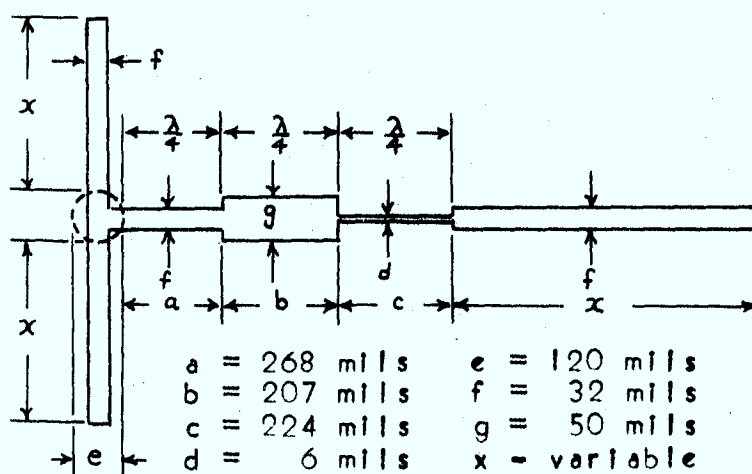 f
x
λ/4 λ/4 λ/4
g
d
f f
x a b c x
a = 268 mils e = 120 mils
b = 207 mils f = 32 mils
c = 224 mils g = 50 mils
d = 6 mils x - variable
e